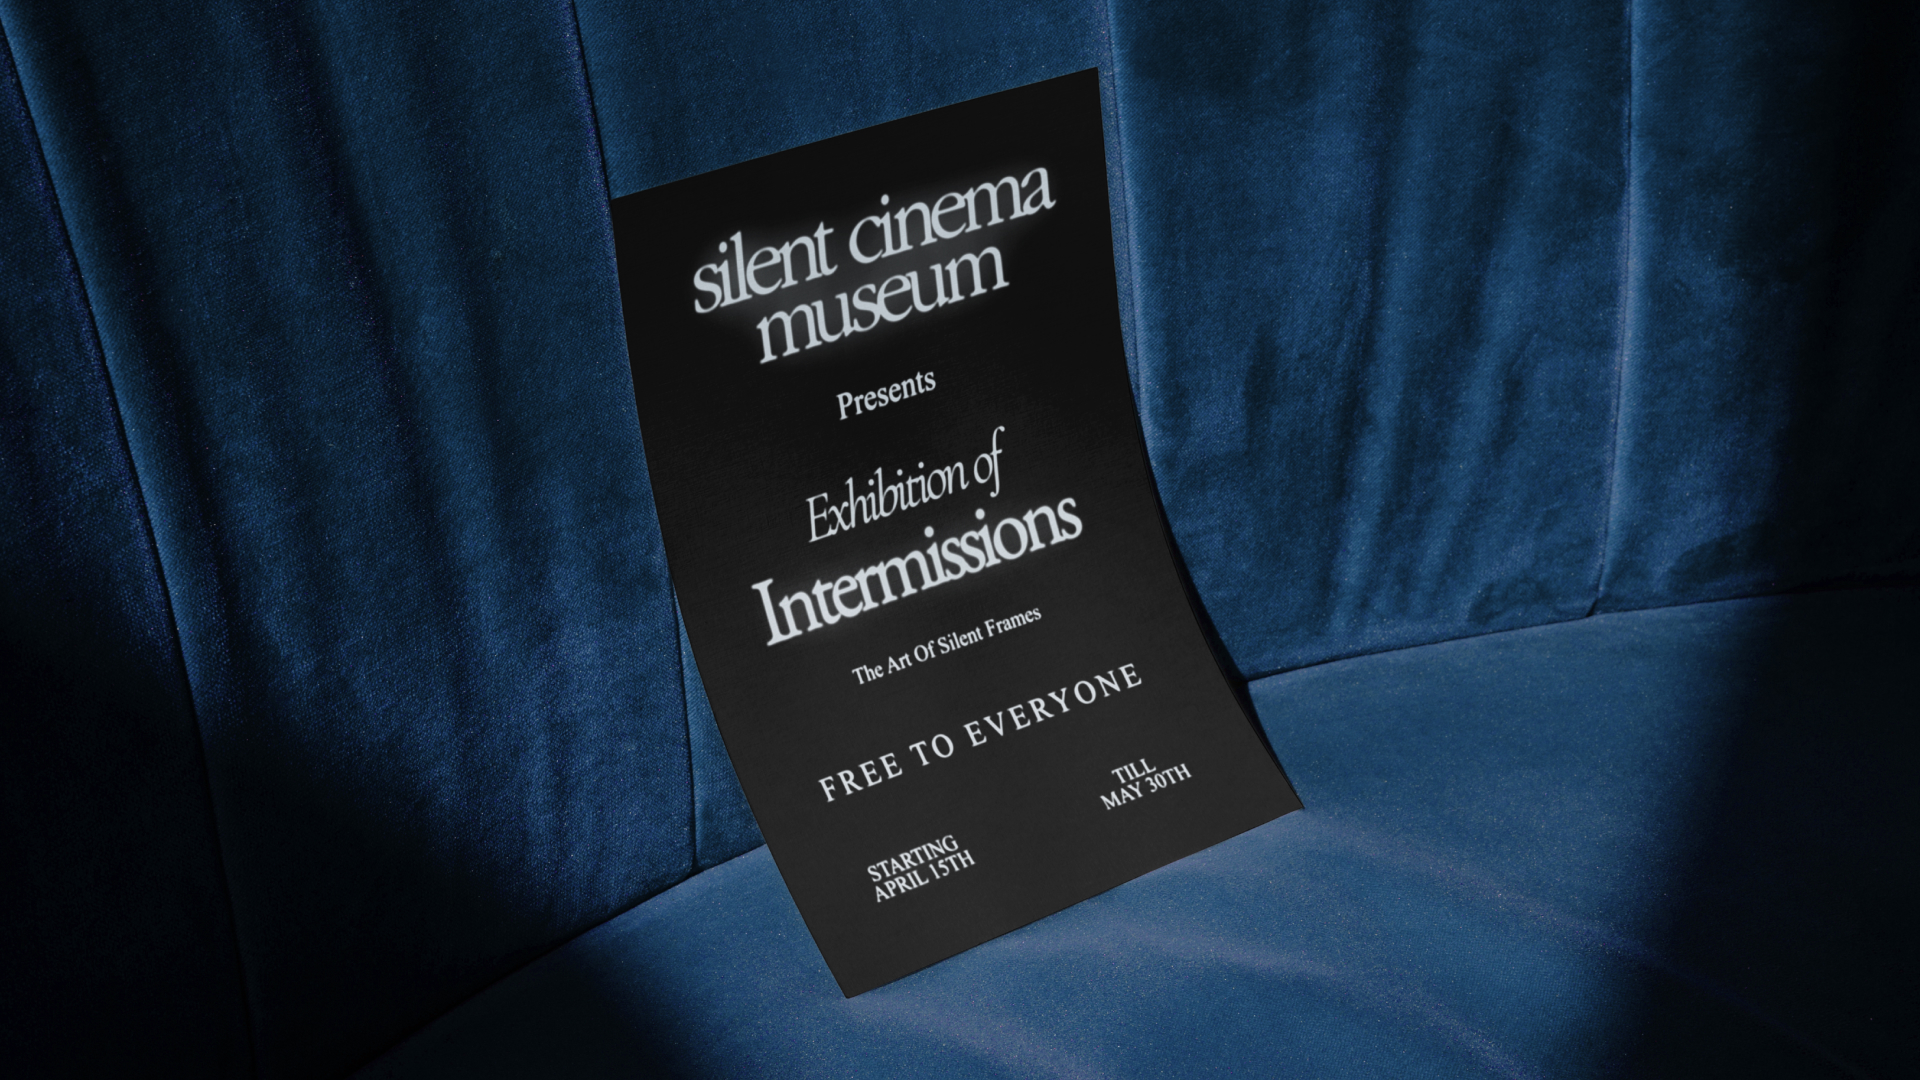 silent cinema
museum
Presents
Exhibition of
Intermissions
The Art Of Silent Frames
FREE TO EVERYONE
STARTING
APRIL 15TH
TILL
MAY 30TH